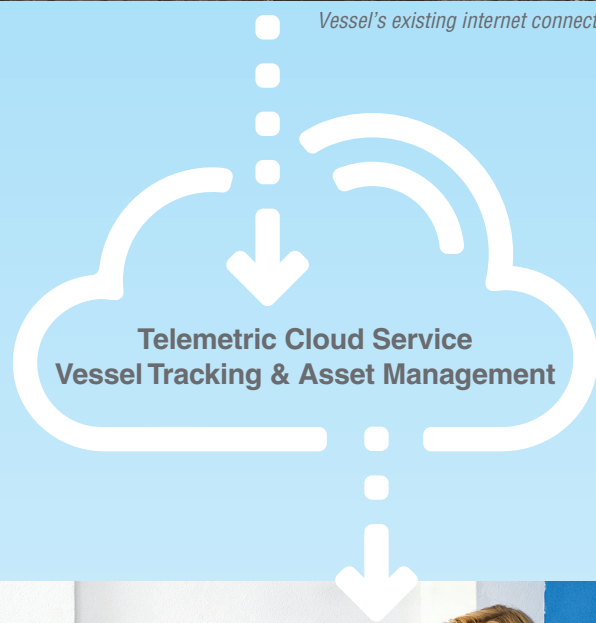 Vessel's existing internet connect
Telemetric Cloud Service
Vessel Tracking & Asset Management